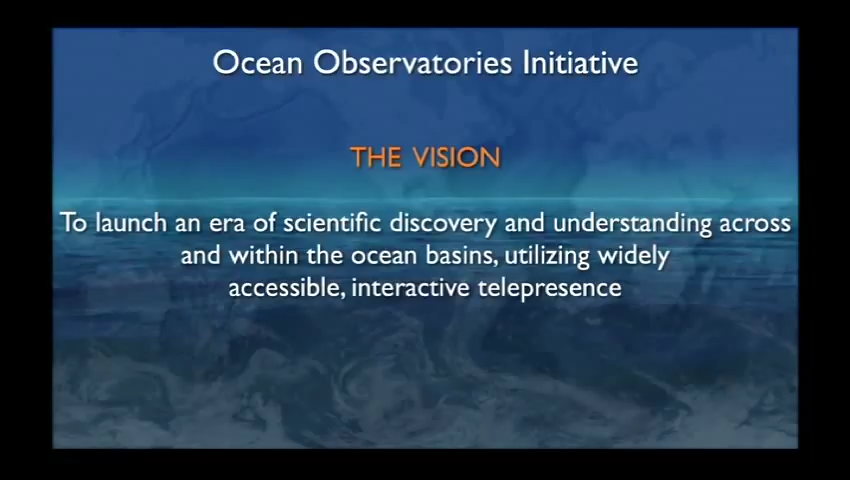 Ocean Observatories Initiative
THE VISION
To launch an era of scientific discovery and understanding across
and within the ocean basins, utilizing widely
accessible, interactive telepresence